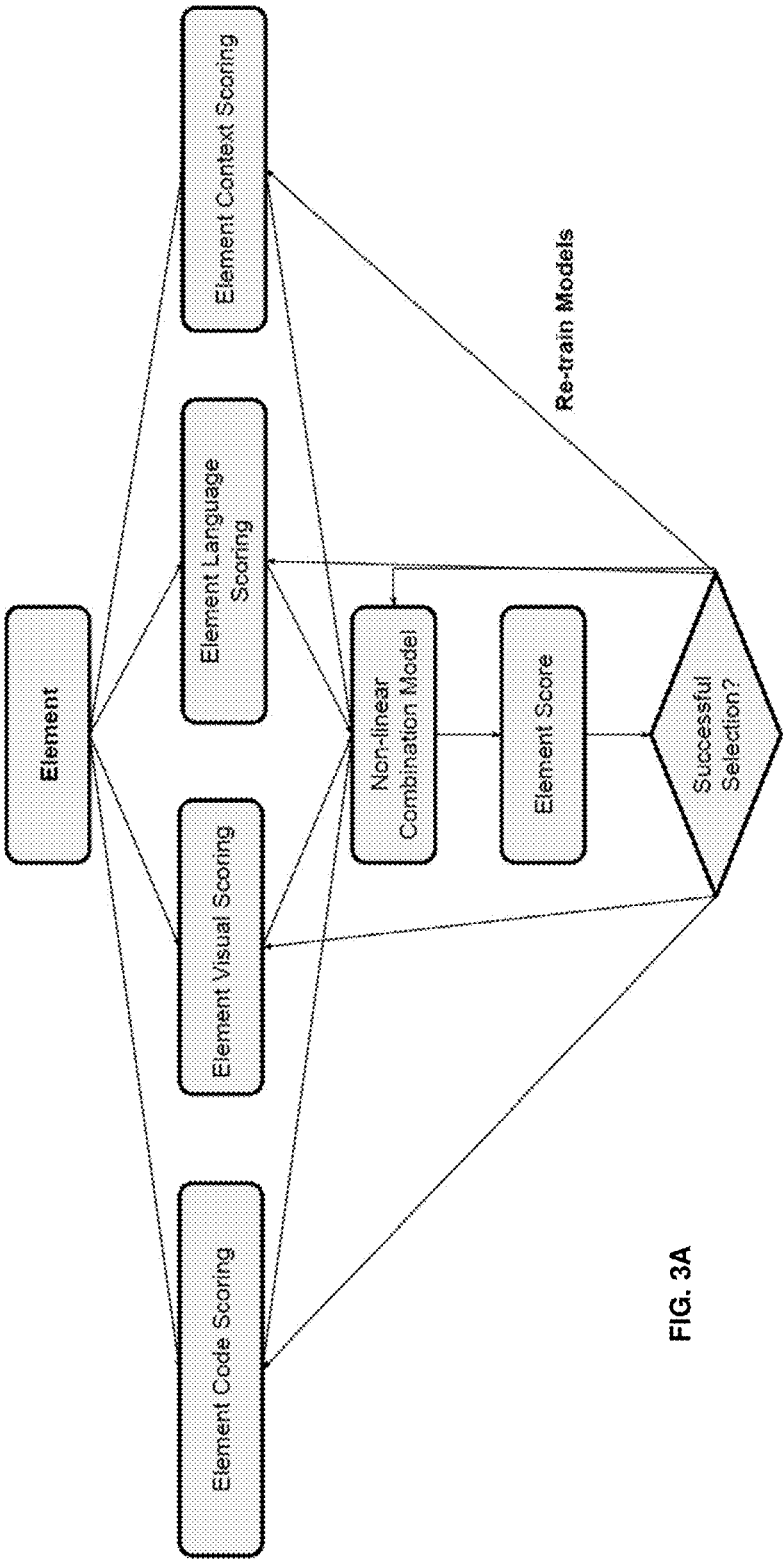 Element
Element Code Scoring
Element Visual Scoring
Element Language
Scoring
Element Context Scoring
Non-linear
Combination Model
Element Score
Successful
Selection?
Re-train Models
FIG. 3A